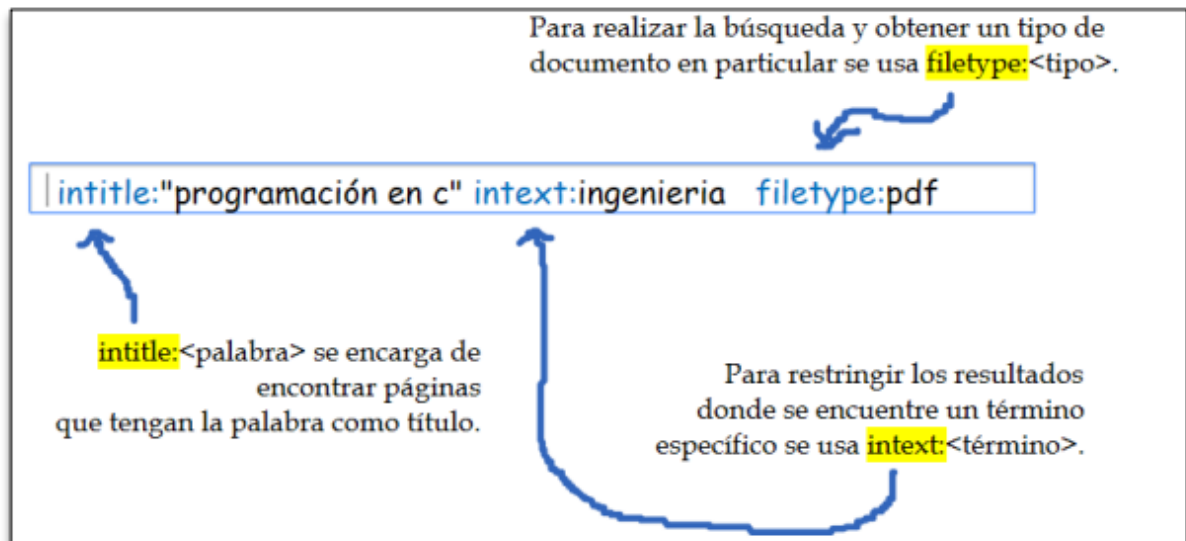 Para realizar la búsqueda y obtener un tipo de
documento en particular se usa filetype:<tipo>.
intitle:"programación en c" intext:ingenieria filetype:pdf
intitle:<palabra> se encarga de
encontrar páginas
que tengan la palabra como título.
Para restringir los resultados
donde se encuentre un término
específico se usa intext:<término>.